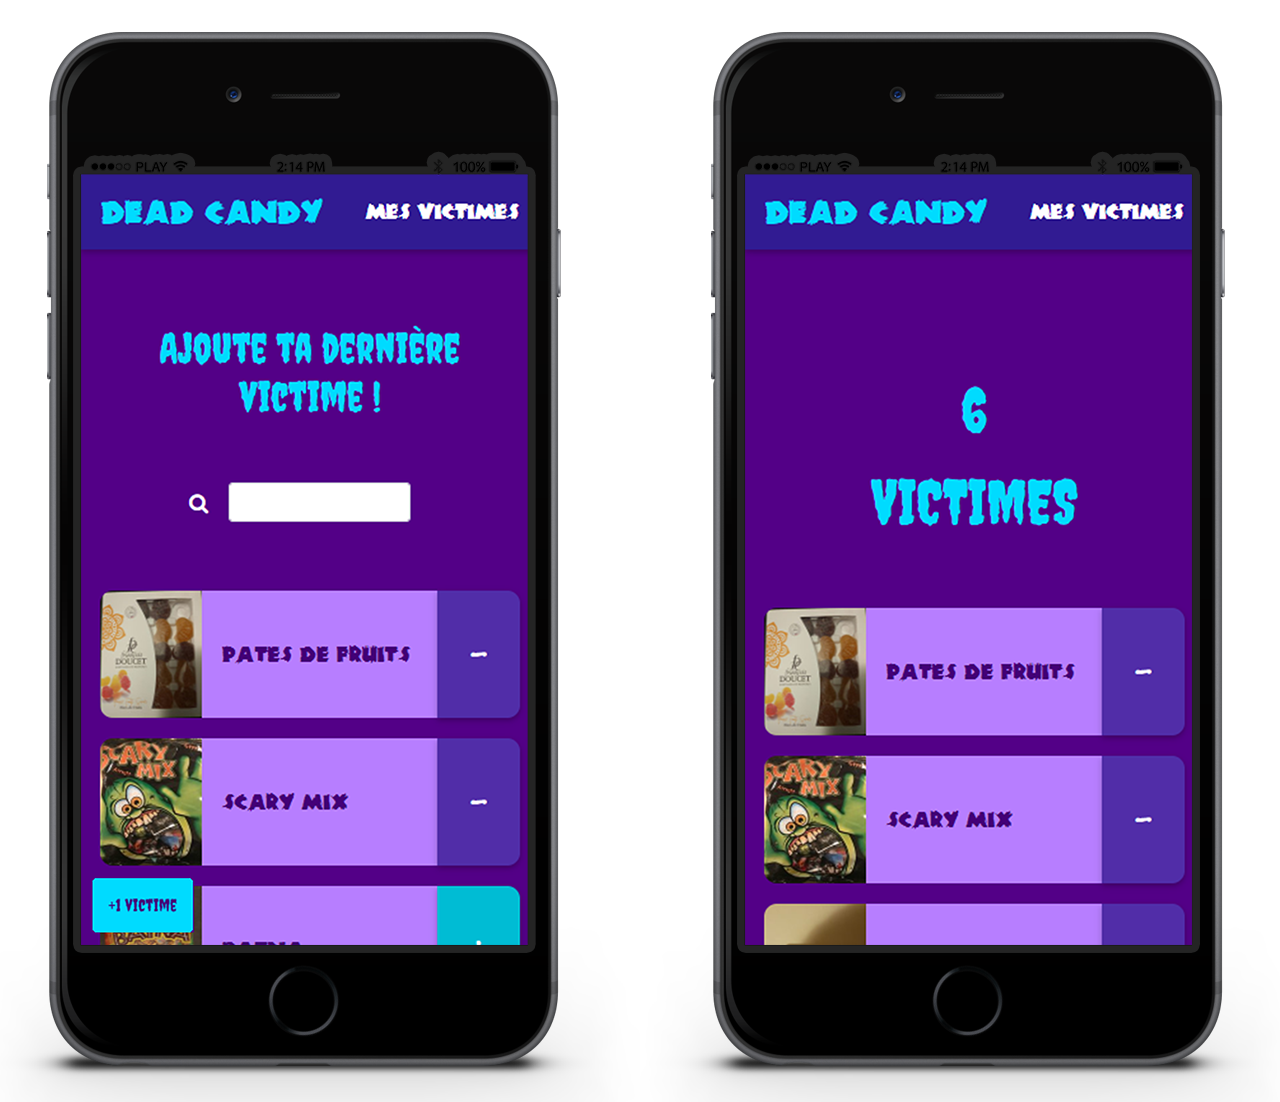 PLAY
2:14 PM
100%
DEAD CANDY
MES VICTIMES
AJOUTE TA DERNIÈRE
VICTIME !
DOUCET
PATES DE FRUITS
SCARY
MIX
SCARY MIX
+1 VICTIME
PLAY
2:14 PM
100%
DEAD CANDY
MES VICTIMES
6
VICTIMES
DOUCET
PATES DE FRUITS
SCARY
MIX
SCARY MIX